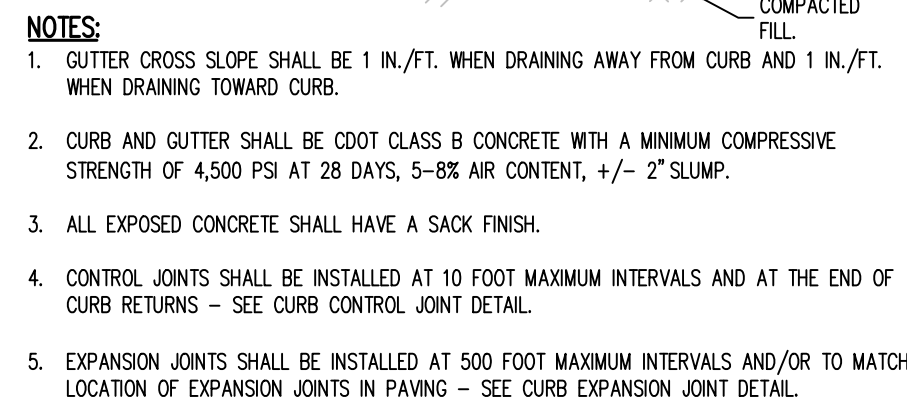 COMPACTED
FILL.
NOTES:
1. GUTTER CROSS SLOPE SHALL BE 1 IN./FT. WHEN DRAINING AWAY FROM CURB AND 1 IN./FT.
WHEN DRAINING TOWARD CURB.
2. CURB AND GUTTER SHALL BE CDOT CLASS B CONCRETE WITH A MINIMUM COMPRESSIVE
STRENGTH OF 4,500 PSI AT 28 DAYS, 5–8% AIR CONTENT, +/– 2" SLUMP.
3. ALL EXPOSED CONCRETE SHALL HAVE A SACK FINISH.
4. CONTROL JOINTS SHALL BE INSTALLED AT 10 FOOT MAXIMUM INTERVALS AND AT THE END OF
CURB RETURNS – SEE CURB CONTROL JOINT DETAIL.
5. EXPANSION JOINTS SHALL BE INSTALLED AT 500 FOOT MAXIMUM INTERVALS AND/OR TO MATCH
LOCATION OF EXPANSION JOINTS IN PAVING – SEE CURB EXPANSION JOINT DETAIL.